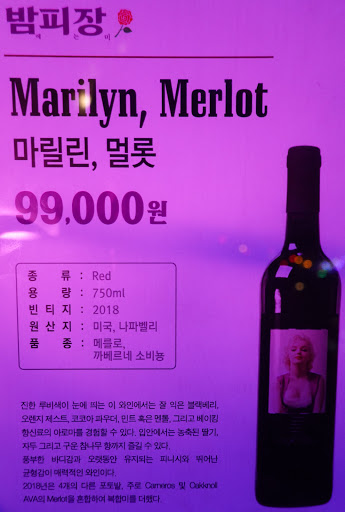 밤피장
에 는 미
Marilyn, Merlot
마릴린, 멀롯
99,000원
종 류 : Red
용 량 : 750ml
빈 티 지 : 2018
원 산 지 : 미국, 나파벨리
품 종 : 메를로,
까베르네 소비뇽
진한 루비색이 눈에 띄는 이 와인에서는 잘 익은 블랙베리,
오렌지 제스트, 코코아 파우더, 민트 혹은 멘톨, 그리고 베이킹
향신료의 아로마를 경험할 수 있다. 입안에서는 농축된 딸기,
자두 그리고 구운 참나무 향까지 즐길 수 있다.
풍부한 바디감과 오랫동안 유지되는 피니시와 뛰어난
균형감이 매력적인 와인이다.
2018년은 4개의 다른 포토밭, 주로 Carneros 및 Oakknoll
AVA의 Merlot을 혼합하여 복합미를 더했다.